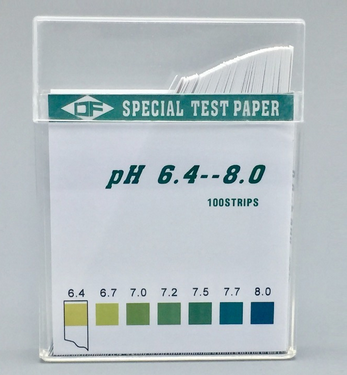 DF SPECIAL TEST PAPER
pH 6.4--8.0
100STRIPS
6.4 6.7 7.0 7.2 7.5 7.7 8.0